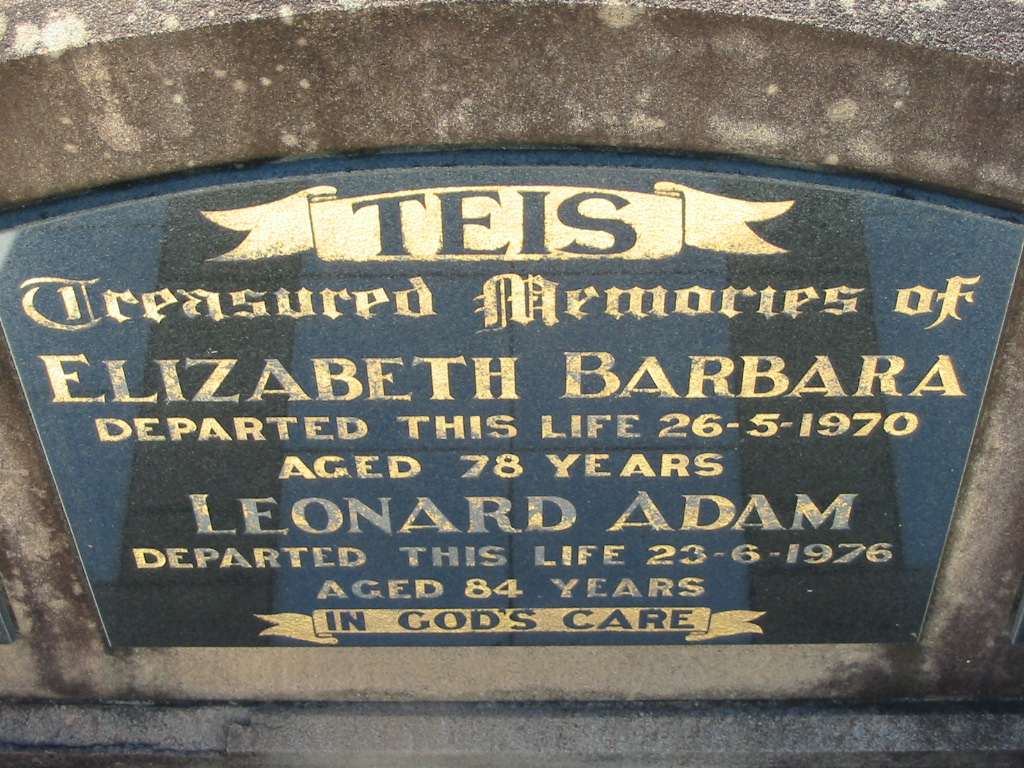 TEIS
Treasured Memories of
ELIZABETH BARBARA
DEPARTED THIS LIFE 26-5-1970
AGED 78 YEARS
LEONARD ADAM
DEPARTED THIS LIFE 23-6-1976
AGED 84 YEARS
IN GOD'S CARE